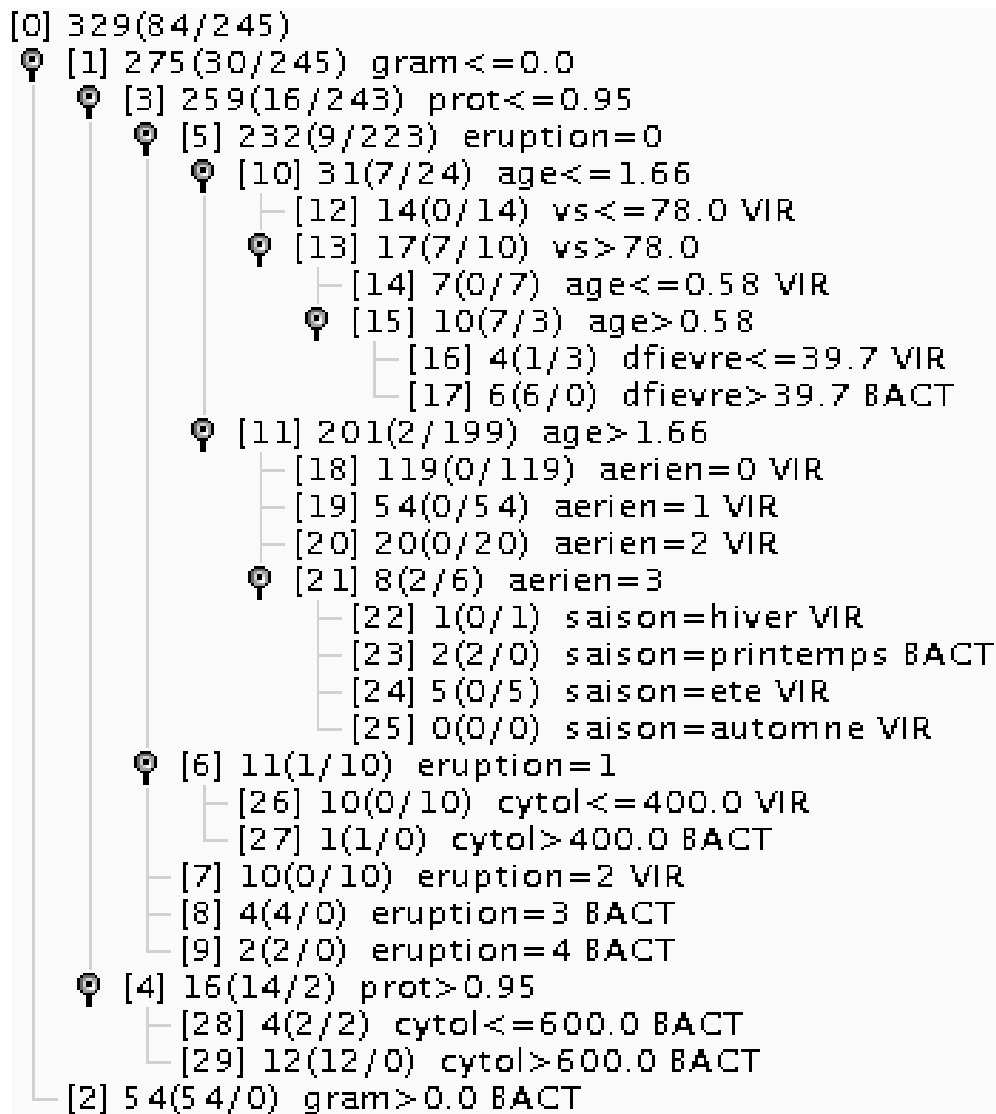 [0] 329(84/245)
[1] 275(30/245) gram<=0.0
[3] 259(16/243) prot<=0.95
[5] 232(9/223) eruption=0
[10] 31(7/24) age<=1.66
[12] 14(0/14) vs<=78.0 VIR
[13] 17(7/10) vs>78.0
[14] 7(0/7) age<=0.58 VIR
[15] 10(7/3) age>0.58
[16] 4(1/3) dfievre<=39.7 VIR
[17] 6(6/0) dfievre>39.7 BACT
[11] 201(2/199) age>1.66
[18] 119(0/119) aerien=0 VIR
[19] 54(0/54) aerien=1 VIR
[20] 20(0/20) aerien=2 VIR
[21] 8(2/6) aerien=3
[22] 1(0/1) saison=hiver VIR
[23] 2(2/0) saison=printemps BACT
[24] 5(0/5) saison=ete VIR
[25] 0(0/0) saison=automne VIR
[6] 11(1/10) eruption=1
[26] 10(0/10) cytol<=400.0 VIR
[27] 1(1/0) cytol>400.0 BACT
[7] 10(0/10) eruption=2 VIR
[8] 4(4/0) eruption=3 BACT
[9] 2(2/0) eruption=4 BACT
[4] 16(14/2) prot>0.95
[28] 4(2/2) cytol<=600.0 BACT
[29] 12(12/0) cytol>600.0 BACT
[2] 54(54/0) gram>0.0 BACT